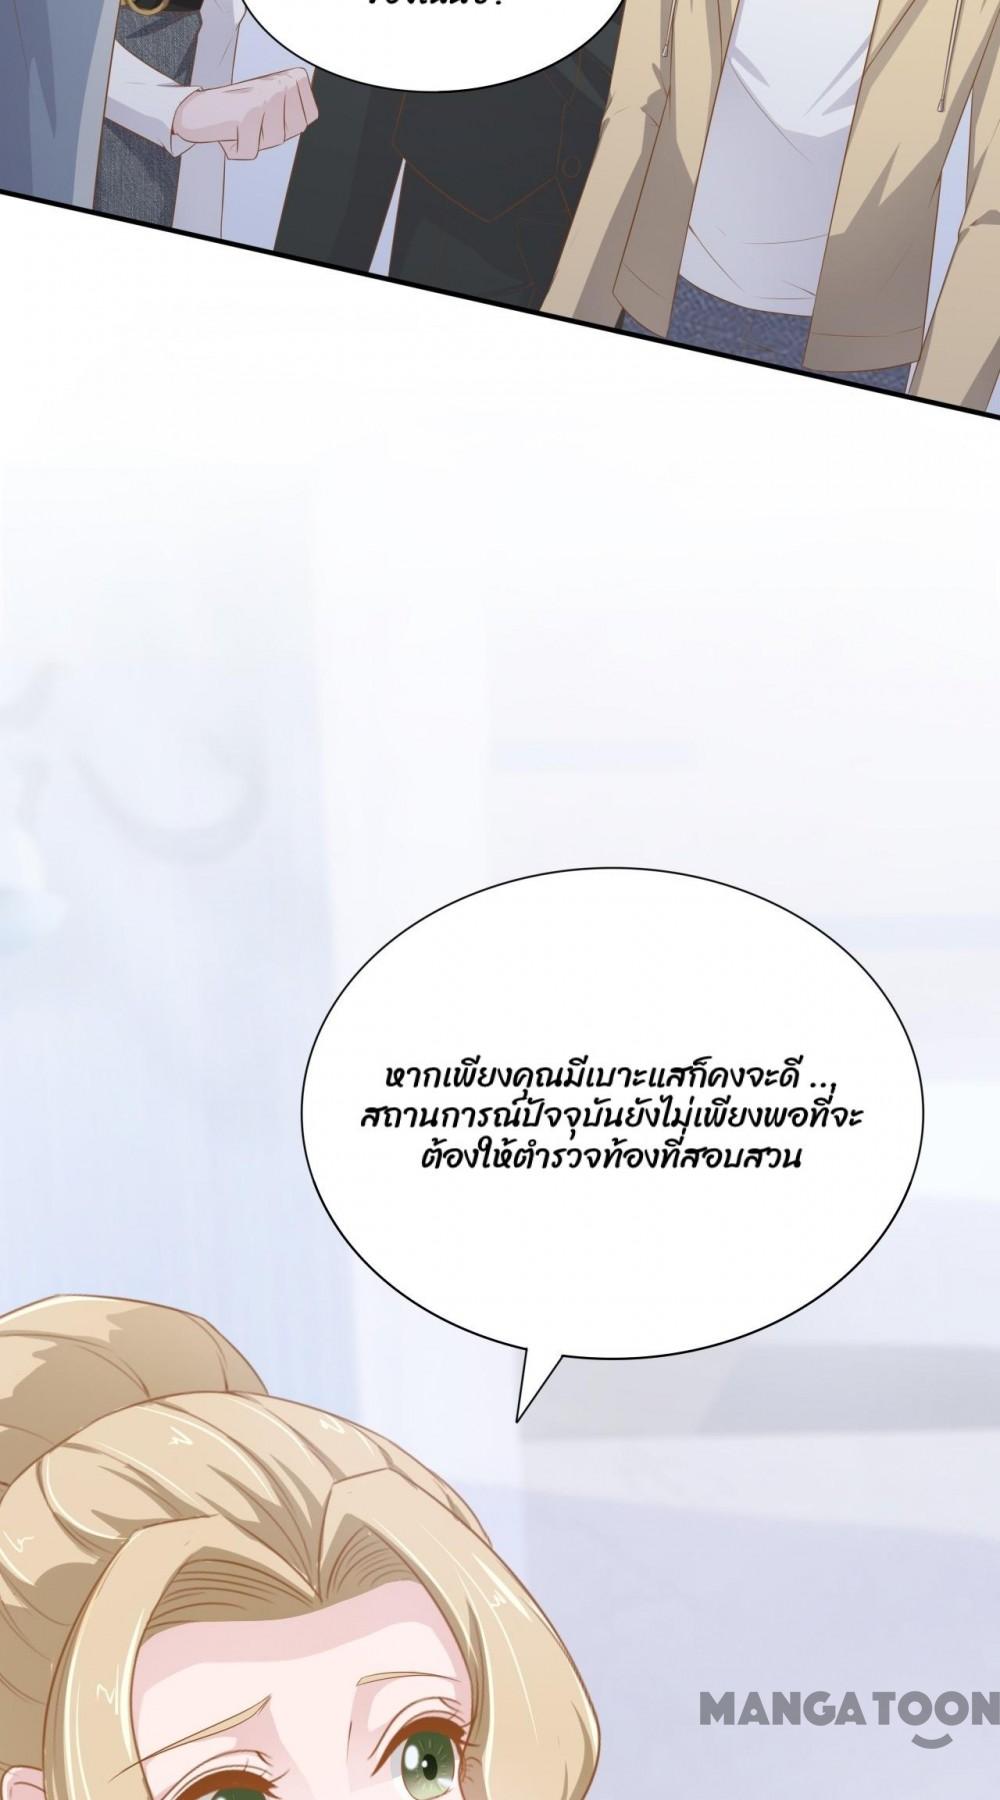 หากเพียงคุณมีเบาะแสก็คงจะดี ...
สถานการณ์ปัจจุบันยังไม่เพียงพอที่จะ
ต้องให้ตำรวจท้องที่สอบสวน
MANGATOON